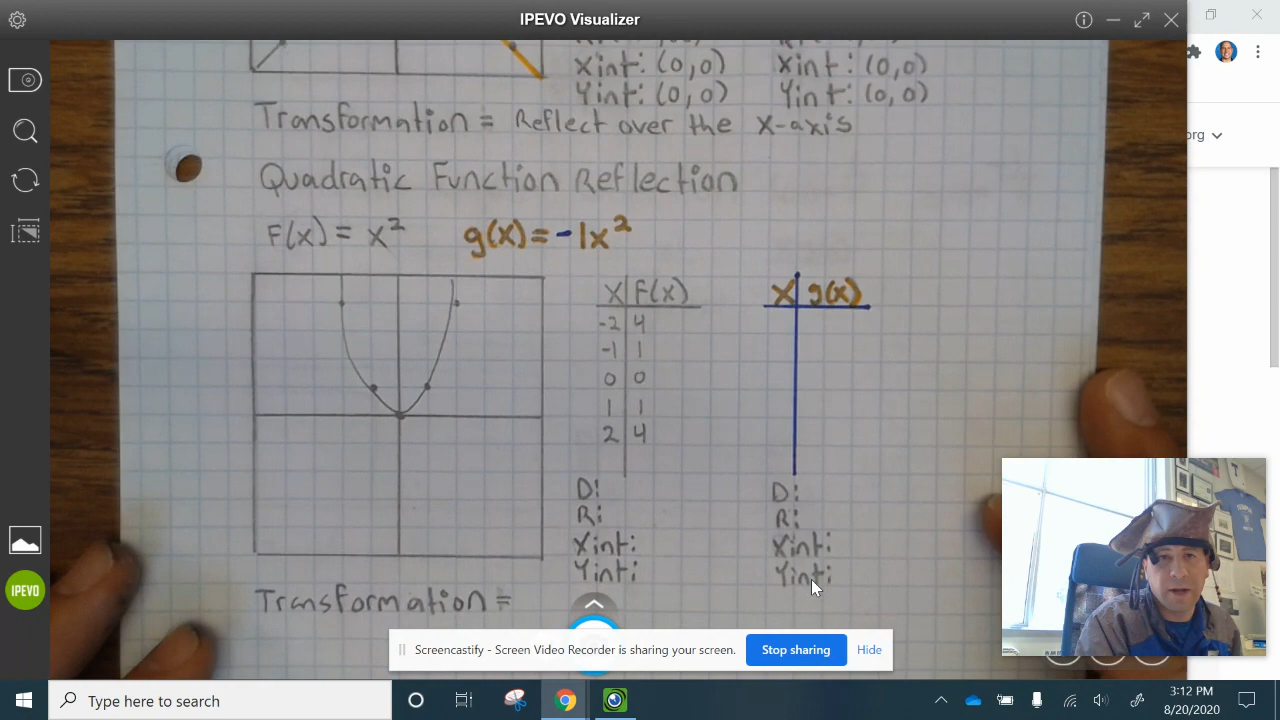 IPEVO Visualizer
Xint: (0,0) Xint: (0,0)
Yint: (0,0) Yint: (0,0)
Transformation = Reflect over the x-axis
org
Quadratic Function Reflection
F(x) = x² g(x) = -1x²
X F(x) X g(x)
-2 4
-1 1
0 0
1 1
2 4
D: D:
R: R:
Xint: Xint:
Yint: Yint:
Transformation =
IPEVO
Screencastify - Screen Video Recorder is sharing your screen. Stop sharing Hide
Type here to search
3:12 PM
8/20/2020